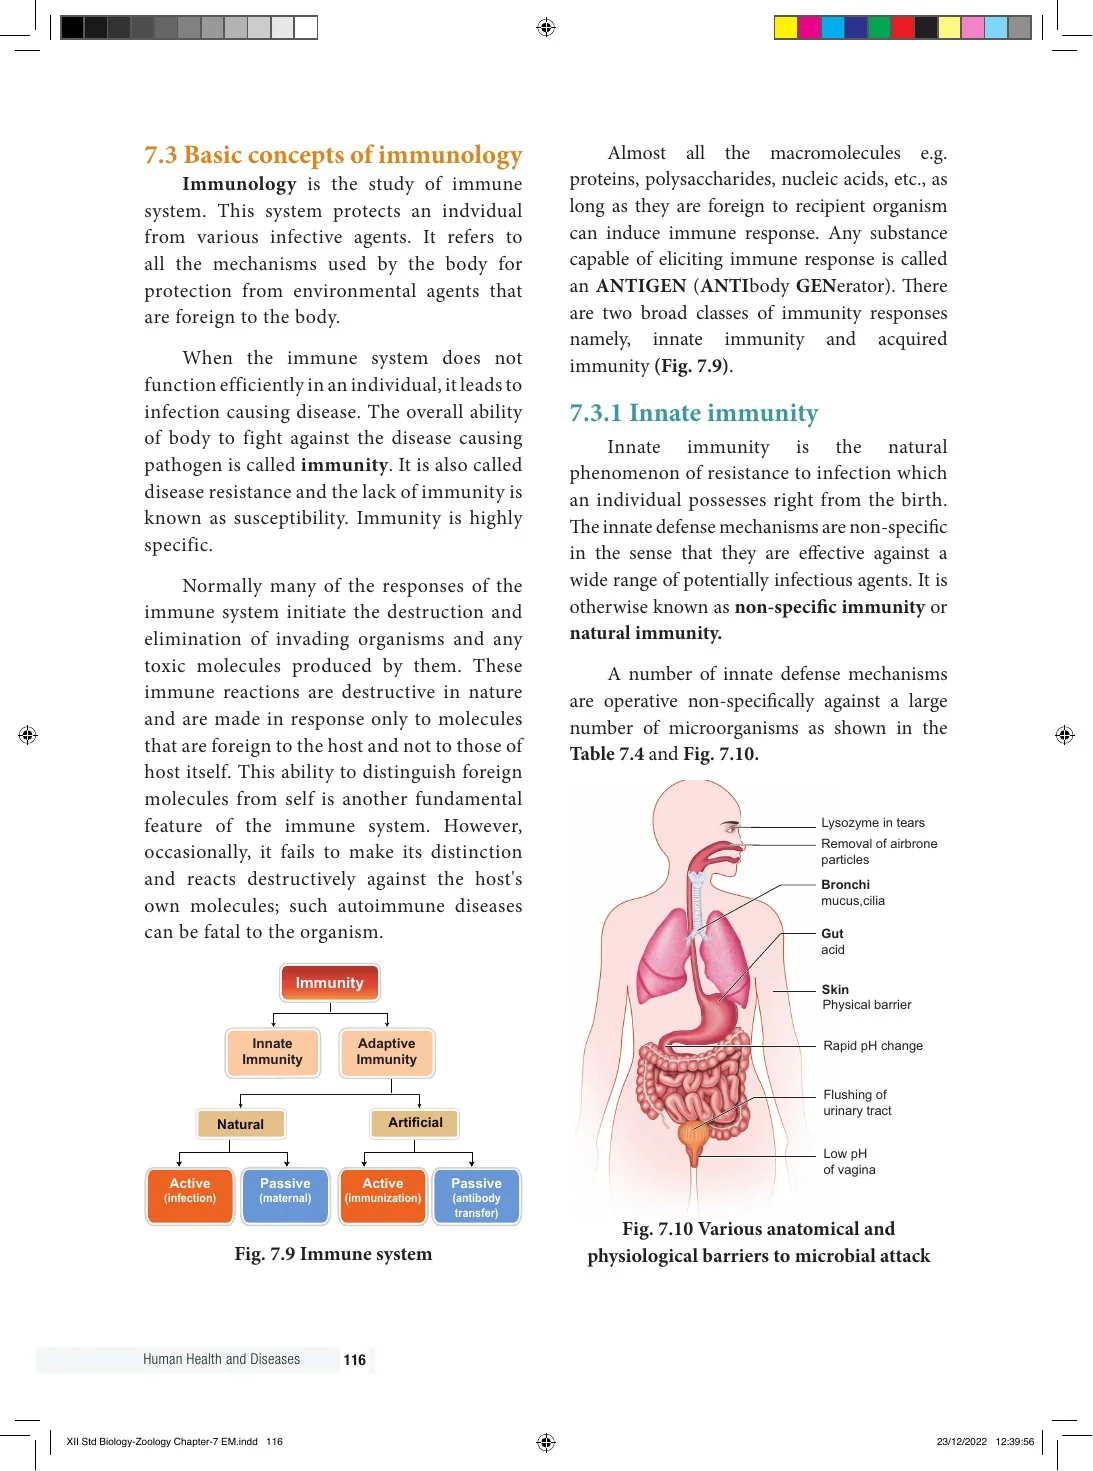 7.3 Basic concepts of immunology
Immunology is the study of immune
system. This system protects an indvidual
from various infective agents. It refers to
all the mechanisms used by the body for
protection from environmental agents that
are foreign to the body.
When the immune system does not
function efficiently in an individual, it leads to
infection causing disease. The overall ability
of body to fight against the disease causing
pathogen is called immunity. It is also called
disease resistance and the lack of immunity is
known as susceptibility. Immunity is highly
specific.
Normally many of the responses of the
immune system initiate the destruction and
elimination of invading organisms and any
toxic molecules produced by them. These
immune reactions are destructive in nature
and are made in response only to molecules
that are foreign to the host and not to those of
host itself. This ability to distinguish foreign
molecules from self is another fundamental
feature of the immune system. However,
occasionally, it fails to make its distinction
and reacts destructively against the host's
own molecules; such autoimmune diseases
can be fatal to the organism.
Immunity
Innate
Immunity
Adaptive
Immunity
Natural
Artificial
Active
(infection)
Passive
(maternal)
Active
(immunization)
Passive
(antibody
transfer)
Fig. 7.9 Immune system
Almost all the macromolecules e.g.
proteins, polysaccharides, nucleic acids, etc., as
long as they are foreign to recipient organism
can induce immune response. Any substance
capable of eliciting immune response is called
an ANTIGEN (ANTIbody GENerator). There
are two broad classes of immunity responses
namely, innate immunity and acquired
immunity (Fig. 7.9).
7.3.1 Innate immunity
Innate immunity is the natural
phenomenon of resistance to infection which
an individual possesses right from the birth.
The innate defense mechanisms are non-specific
in the sense that they are effective against a
wide range of potentially infectious agents. It is
otherwise known as non-specific immunity or
natural immunity.
A number of innate defense mechanisms
are operative non-specifically against a large
number of microorganisms as shown in the
Table 7.4 and Fig. 7.10.
Lysozyme in tears
Removal of airbrone
particles
Bronchi
mucus,cilia
Gut
acid
Skin
Physical barrier
Rapid pH change
Flushing of
urinary tract
Low pH
of vagina
Fig. 7.10 Various anatomical and
physiological barriers to microbial attack
Human Health and Diseases 116
XII Std Biology-Zoology Chapter-7 EM.indd 116
23/12/2022 12:39:56